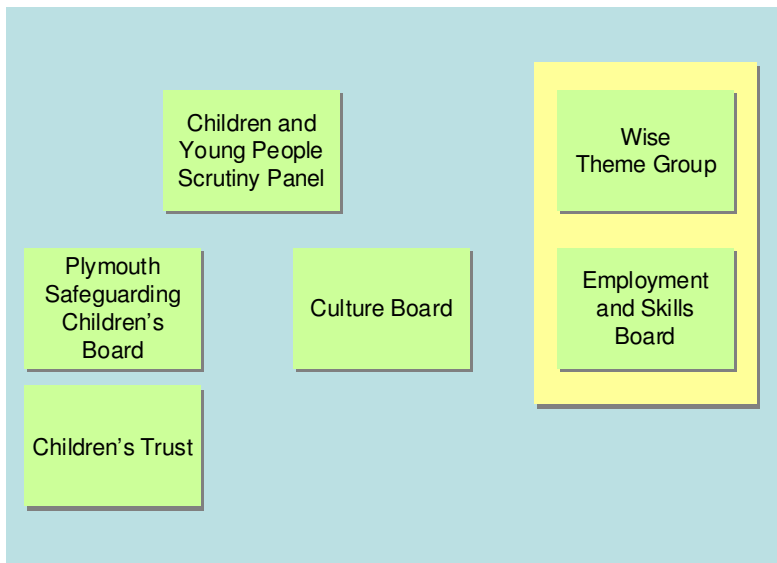 Children and
Young People
Scrutiny Panel
Wise
Theme Group
Plymouth
Safeguarding
Children’s
Board
Culture Board
Employment
and Skills
Board
Children’s Trust